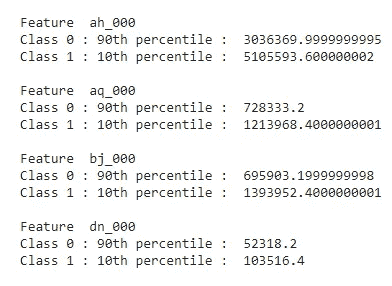 Feature  ah_000
Class 0 : 90th percentile :  3036369.9999999995
Class 1 : 10th percentile :  5105593.600000002
Feature  aq_000
Class 0 : 90th percentile :  728333.2
Class 1 : 10th percentile :  1213968.4000000001
Feature  bj_000
Class 0 : 90th percentile :  695903.1999999998
Class 1 : 10th percentile :  1393952.4000000001
Feature  dn_000
Class 0 : 90th percentile :  52318.2
Class 1 : 10th percentile :  103516.4